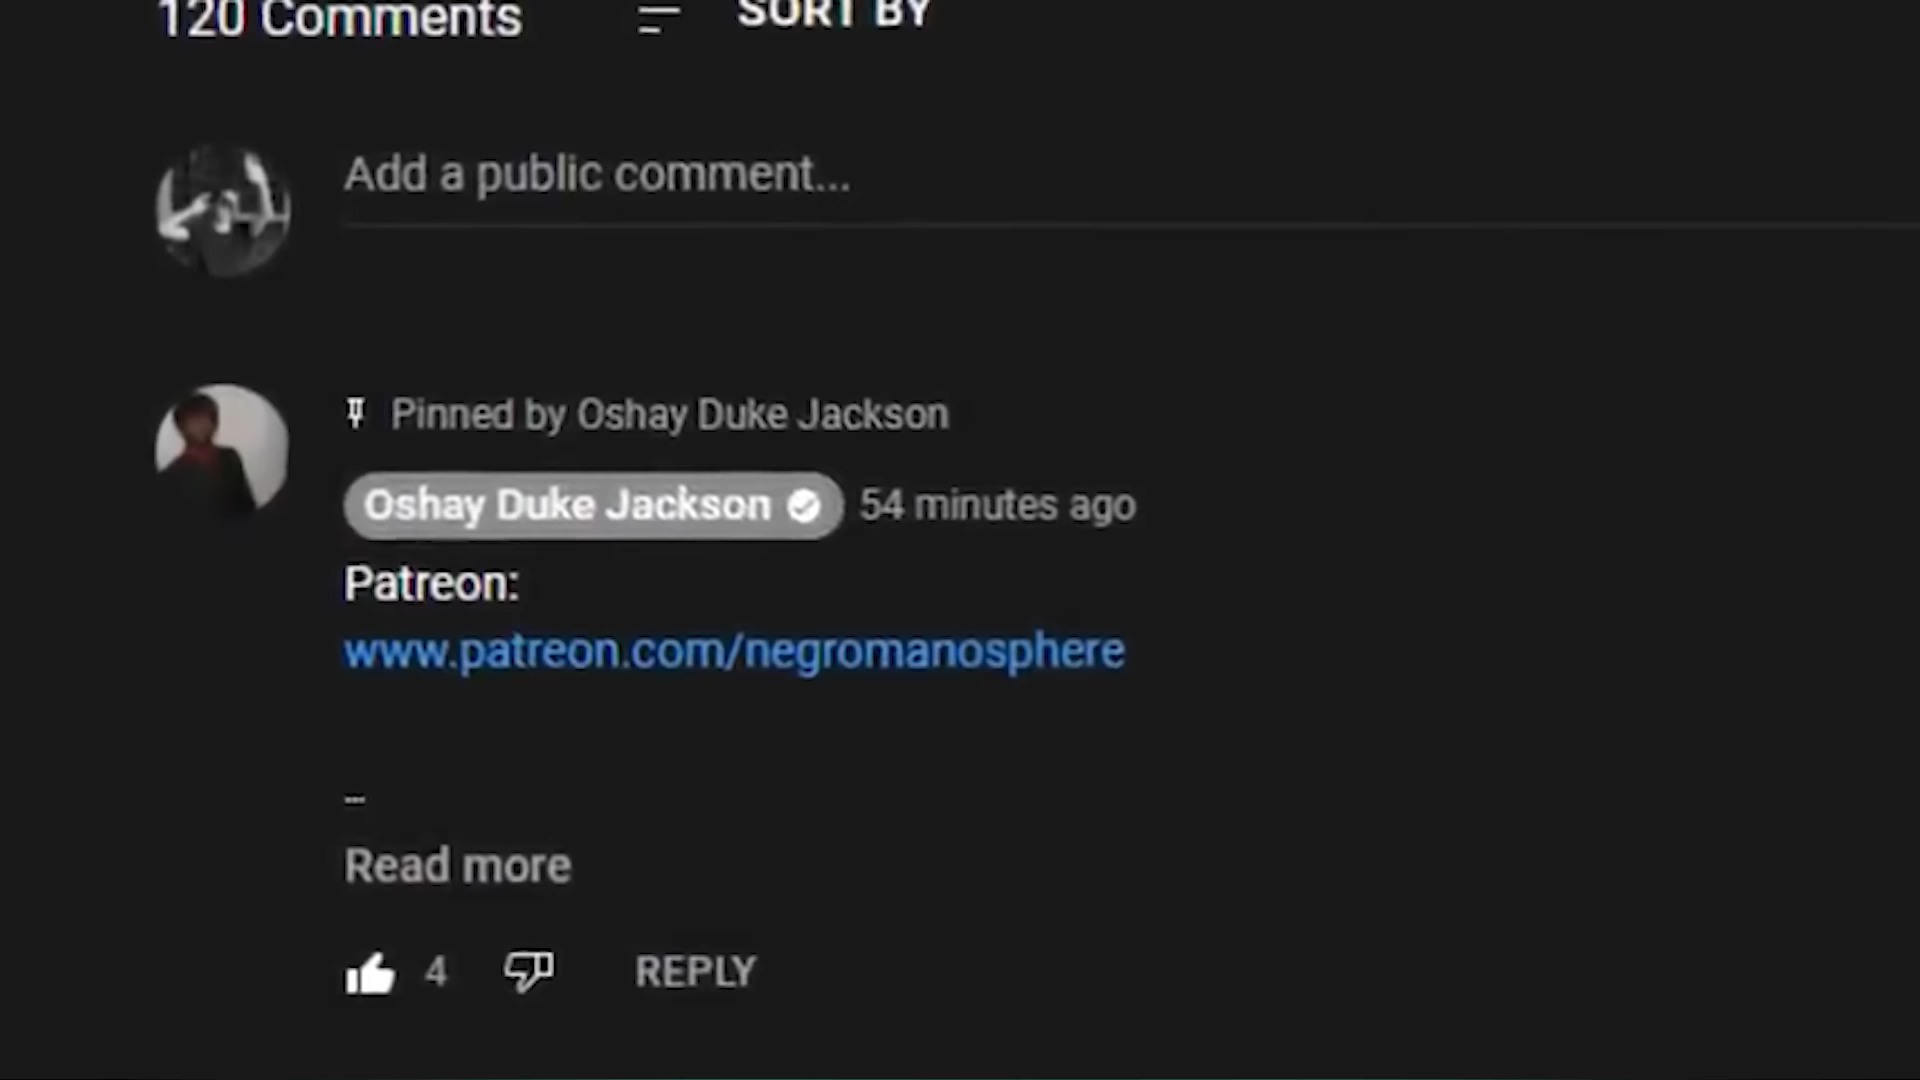 120 Comments SORT BY
Add a public comment...
Pinned by Oshay Duke Jackson
Oshay Duke Jackson 54 minutes ago
Patreon:
www.patreon.com/negromanosphere
--
Read more
4 REPLY